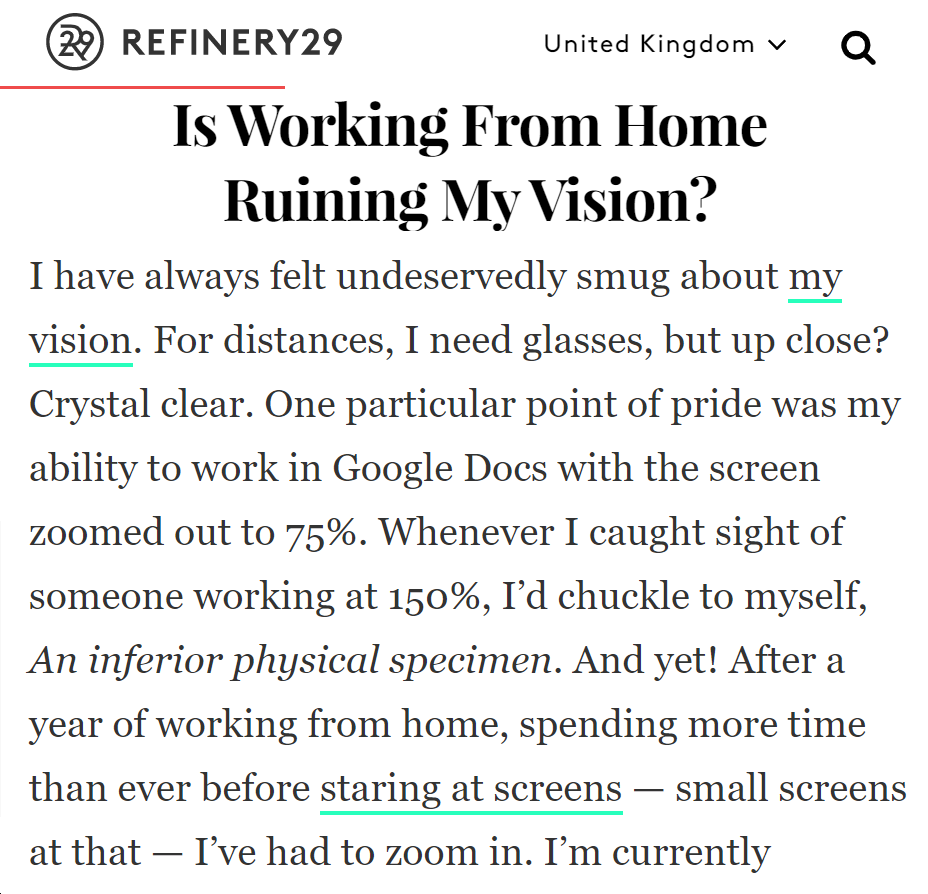 29 REFINERY29
United Kingdom
Is Working From Home
Ruining My Vision?
I have always felt undeservedly smug about my
vision. For distances, I need glasses, but up close?
Crystal clear. One particular point of pride was my
ability to work in Google Docs with the screen
zoomed out to 75%. Whenever I caught sight of
someone working at 150%, I’d chuckle to myself,
An inferior physical specimen. And yet! After a
year of working from home, spending more time
than ever before staring at screens — small screens
at that — I’ve had to zoom in. I’m currently